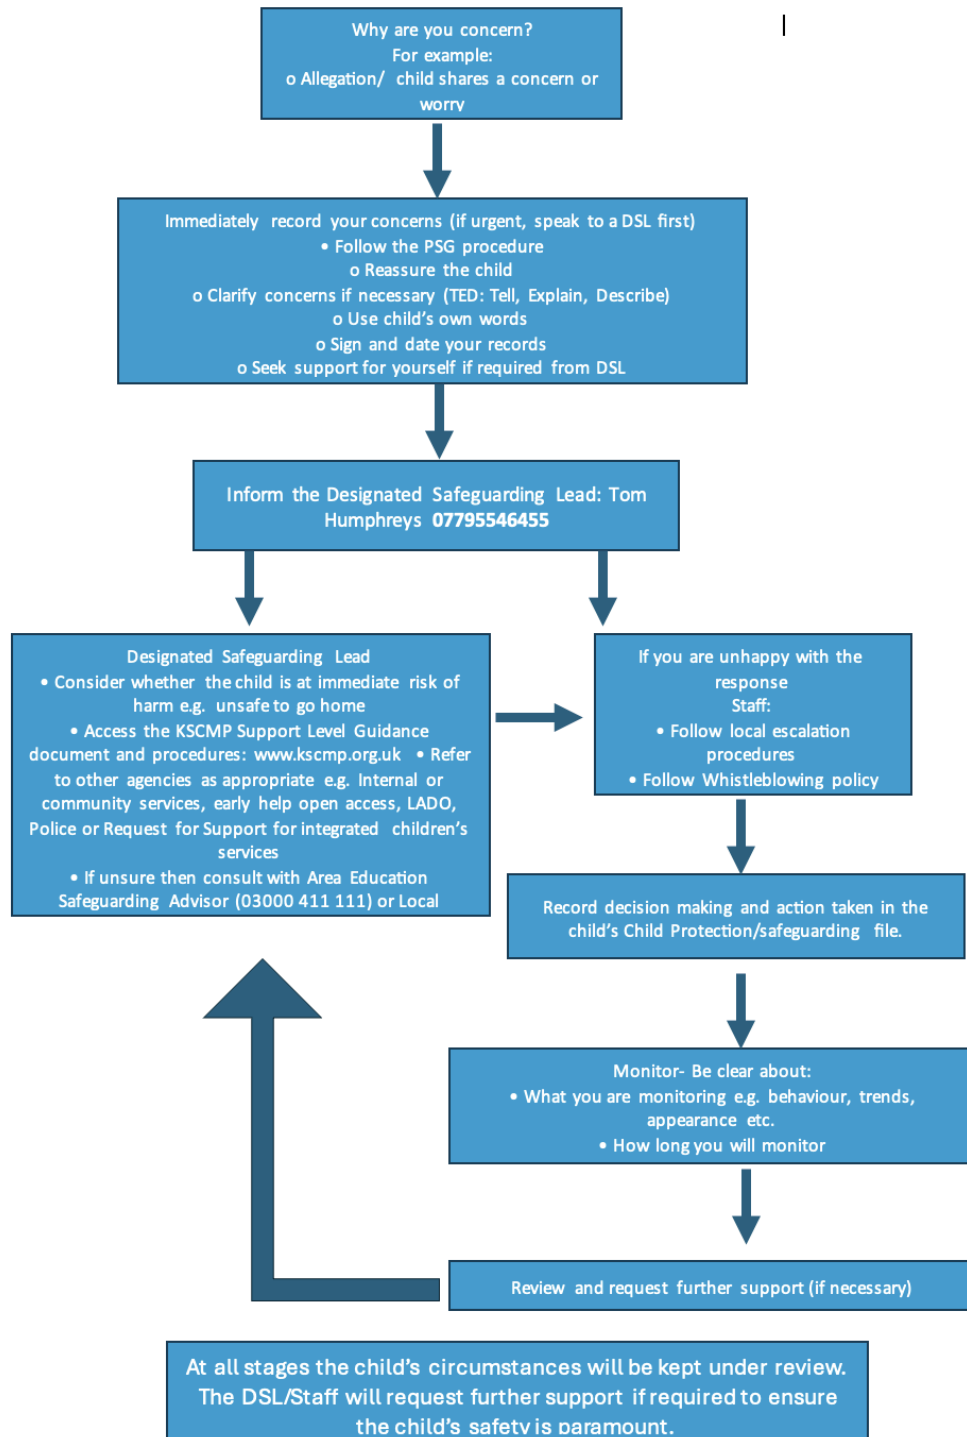 Why are you concern?
For example:
o Allegation/ child shares a concern or
worry
Immediately record your concerns (if urgent, speak to a DSL first)
• Follow the PSG procedure
o Reassure the child
o Clarify concerns if necessary (TED: Tell, Explain, Describe)
o Use child's own words
o Sign and date your records
o Seek support for yourself if required from DSL
Inform the Designated Safeguarding Lead: Tom
Humphreys 07795546455
Designated Safeguarding Lead
• Consider whether the child is at immediate risk of
harm e.g. unsafe to go home
• Access the KSCMP Support Level Guidance
document and procedures: www.kscmp.org.uk • Refer
to other agencies as appropriate e.g. Internal or
community services, early help open access, LADO,
Police or Request for Support for integrated children's
services
• If unsure then consult with Area Education
Safeguarding Advisor (03000 411 111) or Local
If you are unhappy with the
response
Staff:
• Follow local escalation
procedures
• Follow Whistleblowing policy
Record decision making and action taken in the
child's Child Protection/safeguarding file.
Monitor- Be clear about:
• What you are monitoring e.g. behaviour, trends,
appearance etc.
• How long you will monitor
Review and request further support (if necessary)
At all stages the child's circumstances will be kept under review.
The DSL/Staff will request further support if required to ensure
the child's safety is paramount.